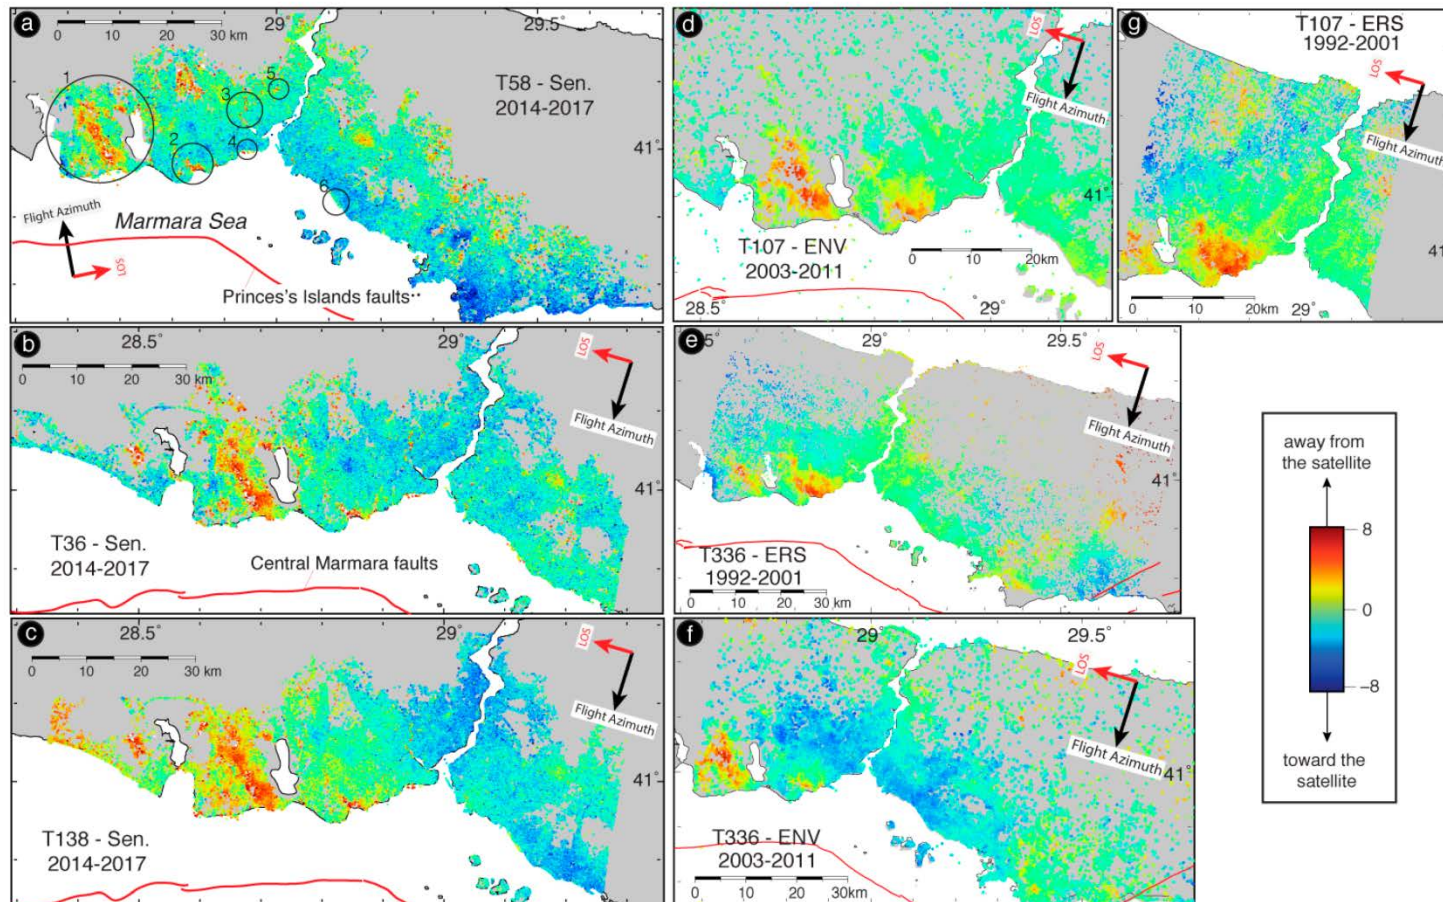 a
0 10 20 30
km
29°
29.5
1
2
3
4
5
6
T58 - Sen.
2014-2017
41°
Flight Azimuth
LOS
Marmara Sea
Princes's Islands faults
b
28.5
29
0 10 20 30 km
LOS
Flight Azimuth
41°
T36 - Sen.
2014-2017
Central Marmara faults
c
28.5
29
0 5 10 20 30 km
LOS
Flight Azimuth
41°
T138 - Sen.
2014-2017
d
LOS
Flight Azimuth
41°
T107 - ENV
2003-2011
0 5 10 20km
28.5
29°
g
T107 - ERS
1992-2001
LOS
Flight Azimuth
41
0 5 10 20km
29°
e
29
29.5
LOS
Flight Azimuth
41°
T336 - ERS
1992-2001
0 5 10 20 30 km
f
29
29.5
LOS
Flight Azimuth
41°
T336 - ENV
2003-2011
0 5 10 20 30km
away from
the satellite
8
0
-8
toward the
satellite